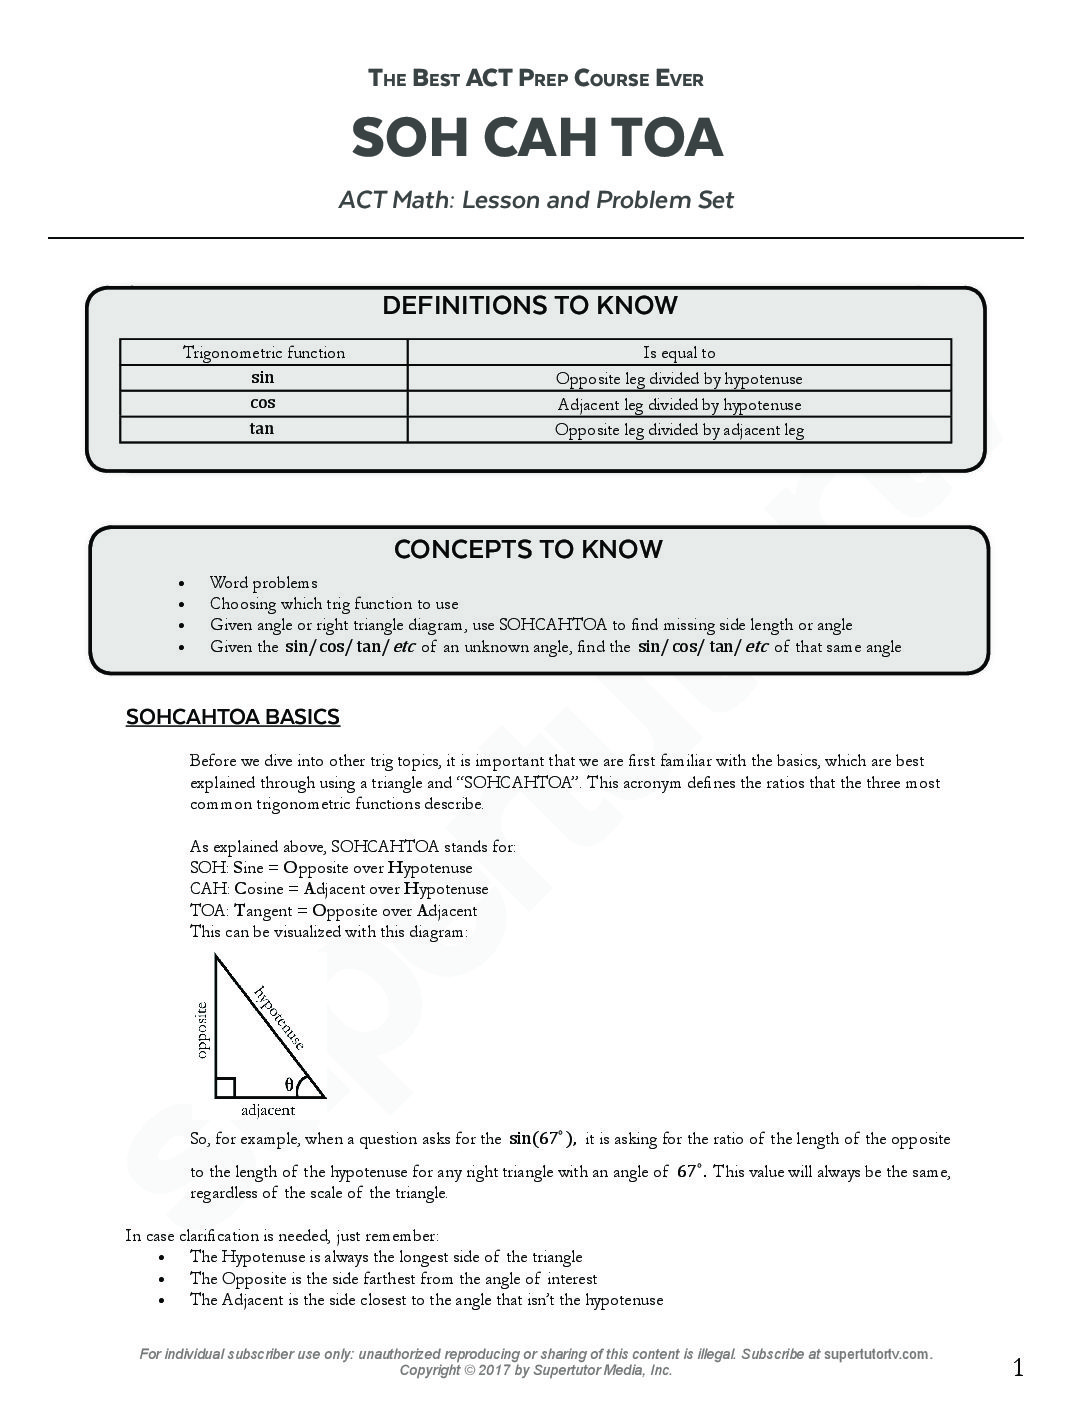 THE BEST ACT PREP COURSE EVER
SOH CAH TOA
ACT Math: Lesson and Problem Set
DEFINITIONS TO KNOW
Trigonometric function Is equal to
sin Opposite leg divided by hypotenuse
cos Adjacent leg divided by hypotenuse
tan Opposite leg divided by adjacent leg
CONCEPTS TO KNOW
• Word problems
• Choosing which trig function to use
• Given angle or right triangle diagram, use SOHCAHTOA to find missing side length or angle
• Given the sin/cos/tan/etc of an unknown angle, find the sin/cos/tan/etc of that same angle
SOHCAHTOA BASICS
Before we dive into other trig topics, it is important that we are first familiar with the basics, which are best
explained through using a triangle and “SOHCAHTOA”. This acronym defines the ratios that the three most
common trigonometric functions describe.
As explained above, SOHCAHTOA stands for:
SOH: Sine = Opposite over Hypotenuse
CAH: Cosine = Adjacent over Hypotenuse
TOA: Tangent = Opposite over Adjacent
This can be visualized with this diagram:
opposite
hypotenuse
θ
adjacent
So, for example, when a question asks for the sin(67°), it is asking for the ratio of the length of the opposite
to the length of the hypotenuse for any right triangle with an angle of 67°. This value will always be the same,
regardless of the scale of the triangle.
In case clarification is needed, just remember:
• The Hypotenuse is always the longest side of the triangle
• The Opposite is the side farthest from the angle of interest
• The Adjacent is the side closest to the angle that isn’t the hypotenuse
For individual subscriber use only: unauthorized reproducing or sharing of this content is illegal. Subscribe at supertutortv.com.
Copyright © 2017 by Supertutor Media, Inc.
1
supertutortv